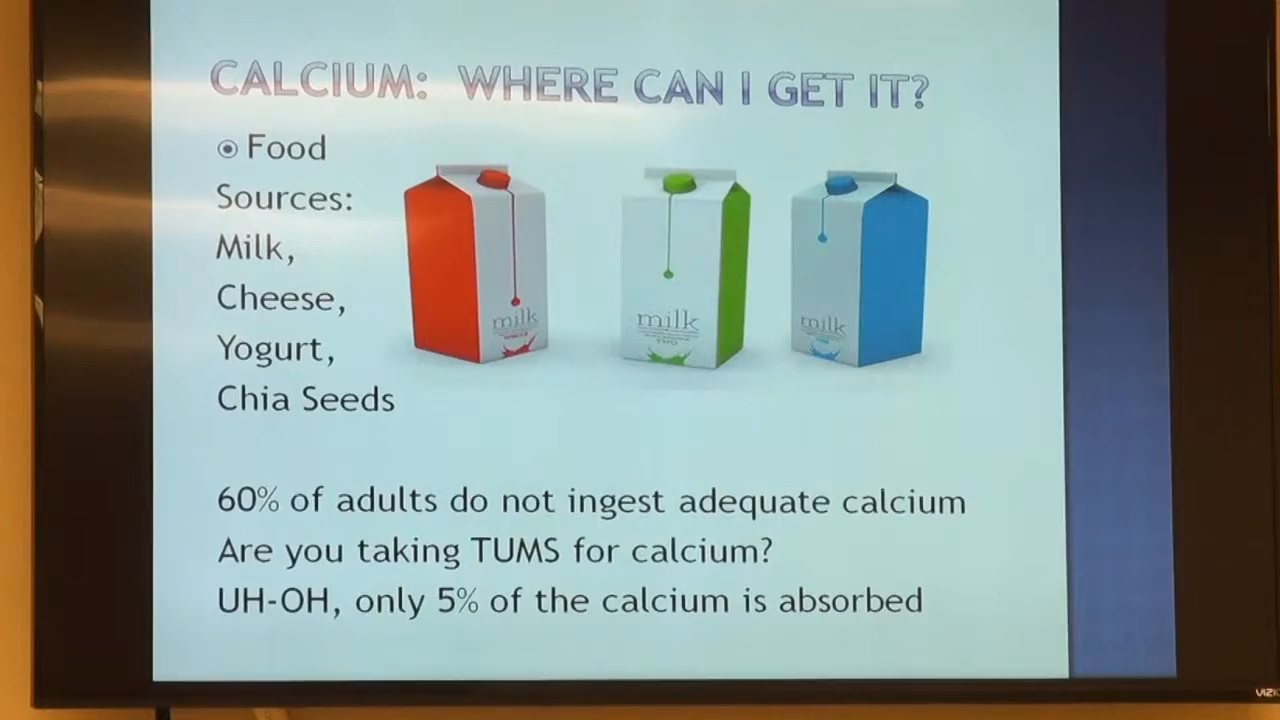 CALCIUM: WHERE CAN I GET IT?
Food
Sources:
Milk,
Cheese,
Yogurt,
Chia Seeds
milk
milk
TWO
milk
60% of adults do not ingest adequate calcium
Are you taking TUMS for calcium?
UH-OH, only 5% of the calcium is absorbed